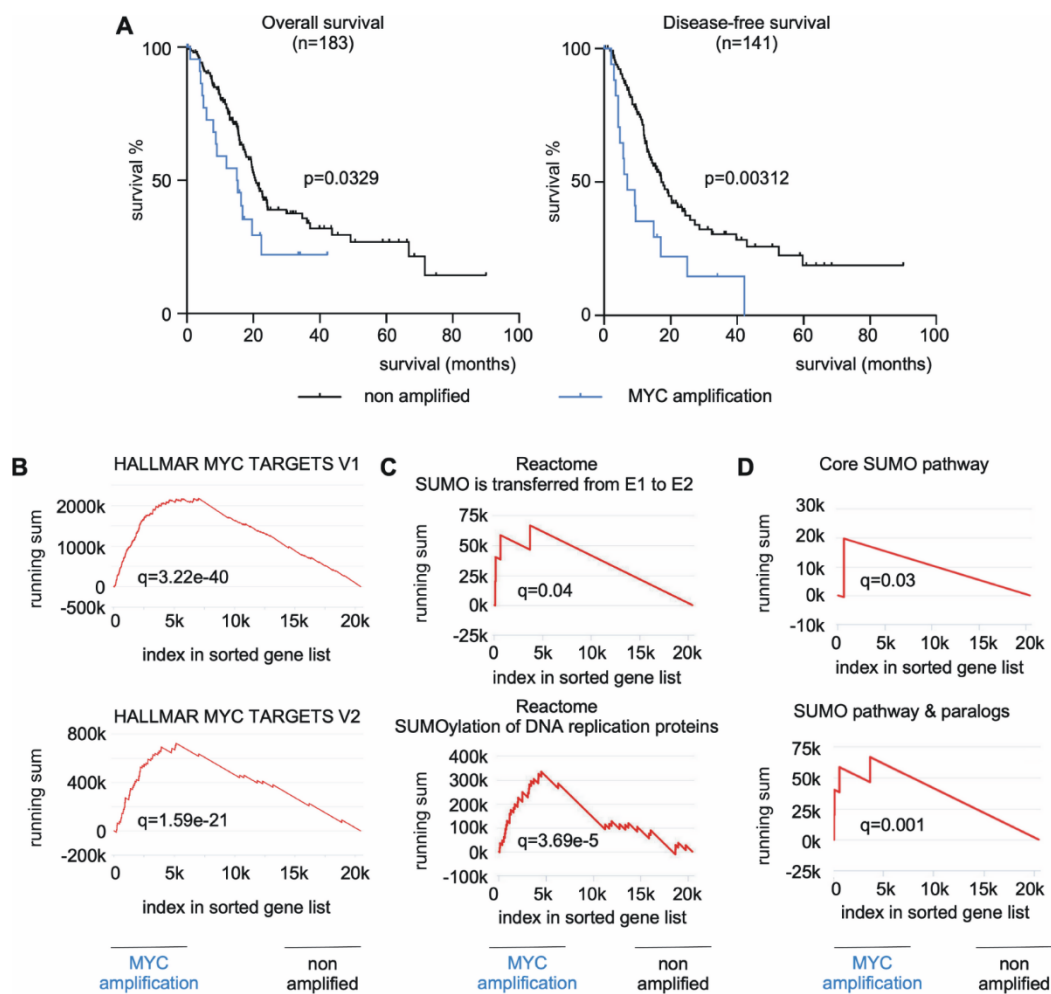 A
Overall survival
(n=183)
survival %
100
50
0
p=0.0329
0 20 40 60 80 100
survival (months)
Disease-free survival
(n=141)
survival %
100
50
0
p=0.00312
0 20 40 60 80 100
survival (months)
non amplified
MYC amplification
B
HALLMAR MYC TARGETS V1
running sum
2000k
1000k
0
-500k
q=3.22e-40
0 5k 10k 15k 20k
index in sorted gene list
HALLMAR MYC TARGETS V2
running sum
800k
400k
0
-200k
q=1.59e-21
0 5k 10k 15k 20k
index in sorted gene list
MYC
amplification
non
amplified
C
Reactome
SUMO is transferred from E1 to E2
running sum
75k
50k
25k
0k
-25k
q=0.04
0 5k 10k 15k 20k
index in sorted gene list
Reactome
SUMOylation of DNA replication proteins
running sum
400k
300k
200k
100k
0k
-100k
q=3.69e-5
0 5k 10k 15k 20k
index in sorted gene list
MYC
amplification
non
amplified
D
Core SUMO pathway
running sum
30k
20k
10k
0k
-10k
q=0.03
0 5k 10k 15k 20k
index in sorted gene list
SUMO pathway & paralogs
running sum
75k
50k
25k
0k
-25k
q=0.001
0 5k 10k 15k 20k
index in sorted gene list
MYC
amplification
non
amplified